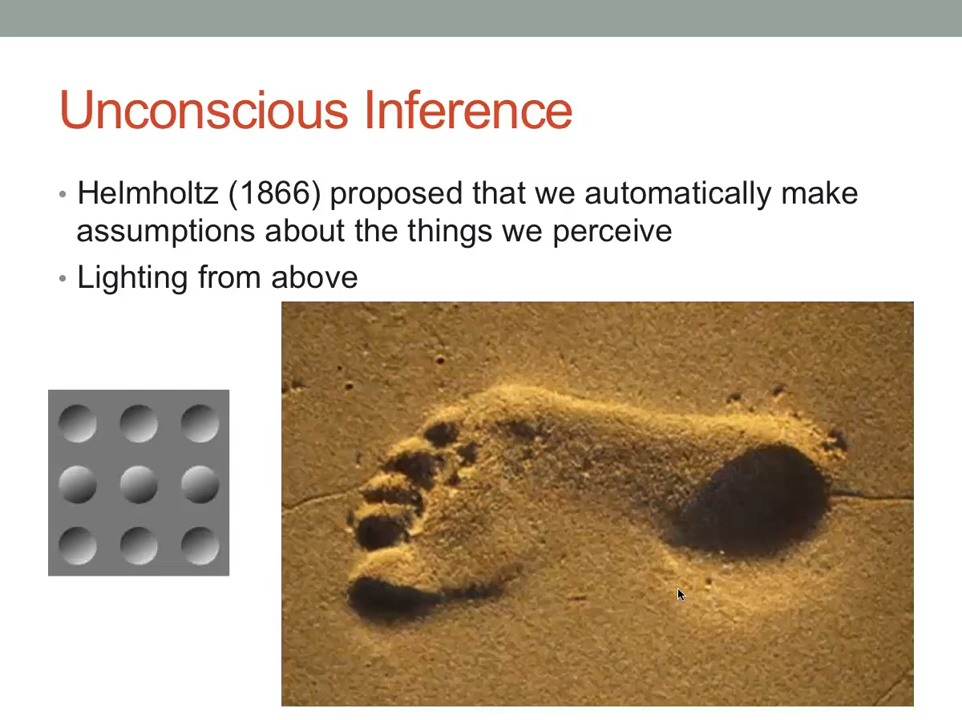 Unconscious Inference
• Helmholtz (1866) proposed that we automatically make
assumptions about the things we perceive
• Lighting from above